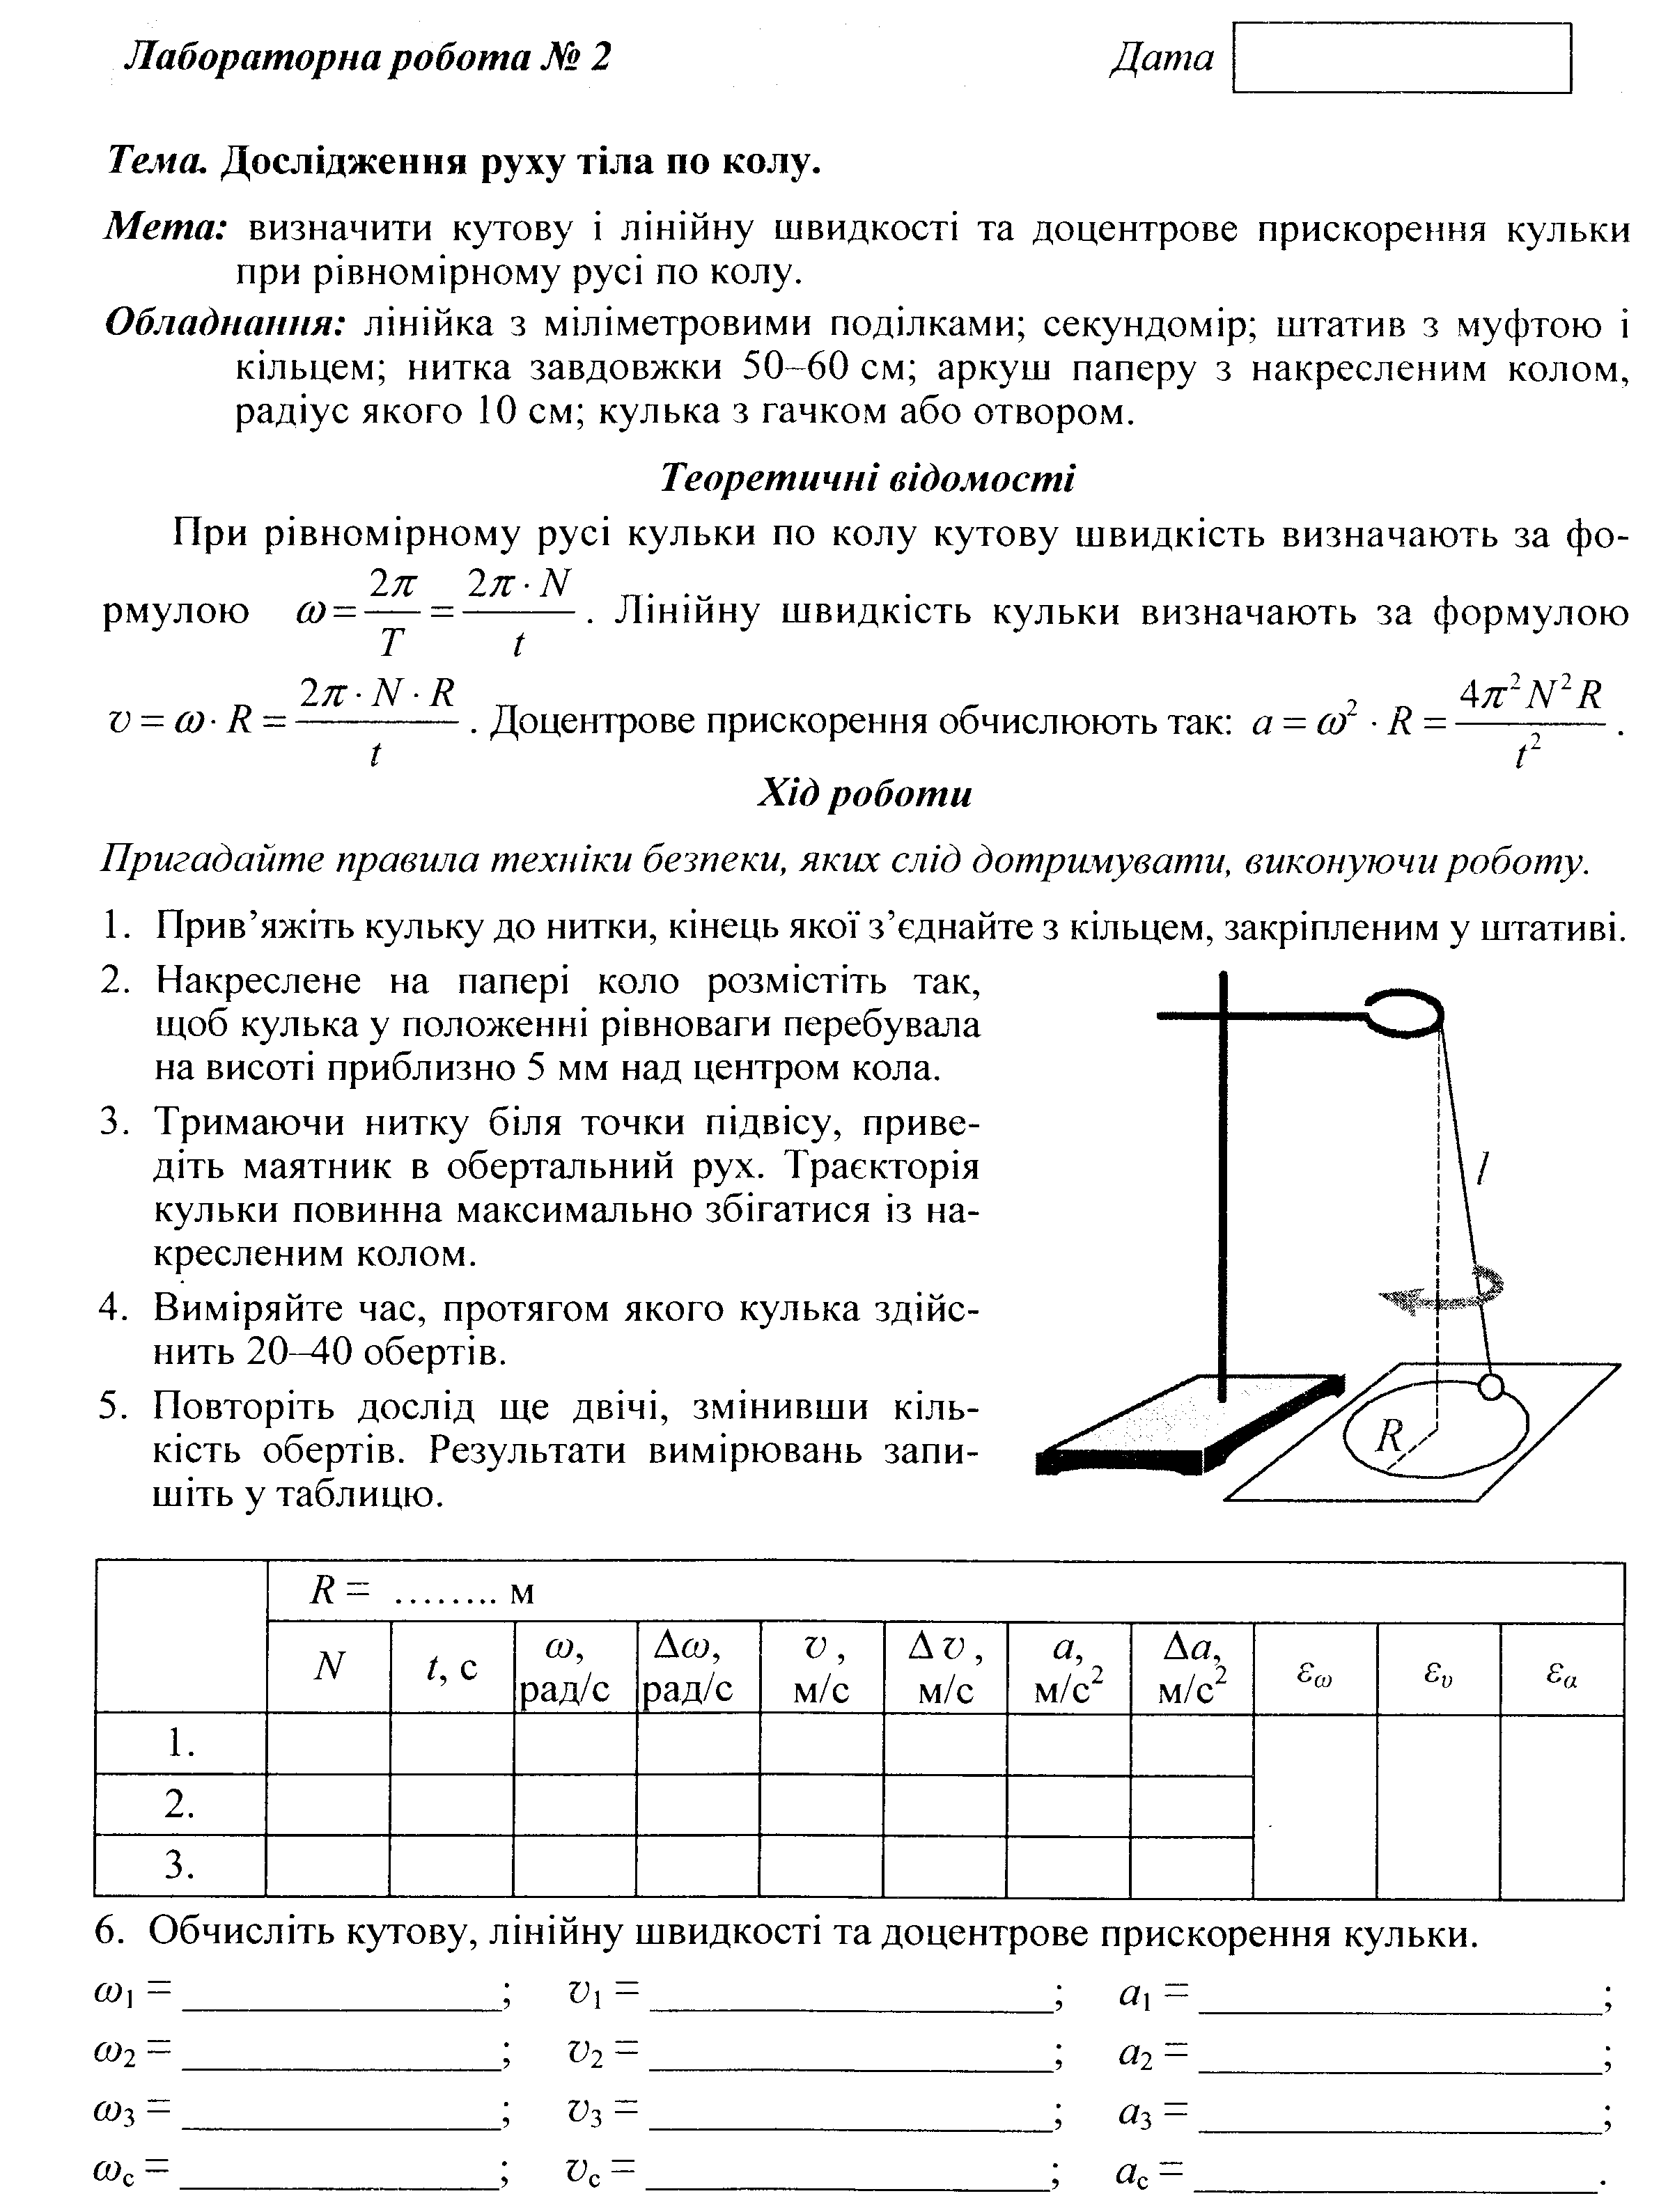 Лабораторна робота № 2
Дата
Тема. Дослідження руху тіла по колу.
Мета: визначити кутову і лінійну швидкості та доцентрове прискорення кульки
при рівномірному русі по колу.
Обладнання: лінійка з міліметровими поділками; секундомір; штатив з муфтою і
кільцем; нитка завдовжки 50–60 см; аркуш паперу з накресленим колом,
радіус якого 10 см; кулька з гачком або отвором.
Теоретичні відомості
При рівномірному русі кульки по колу кутову швидкість визначають за фо-
рмулою ω = 2π/T = 2π · N/t . Лінійну швидкість кульки визначають за формулою
v = ω · R = 2π · N · R/t . Доцентрове прискорення обчислюють так: a = ω² · R = 4π²N²R/t² .
Хід роботи
Пригадайте правила техніки безпеки, яких слід дотримувати, виконуючи роботу.
1. Прив’яжіть кульку до нитки, кінець якої з’єднайте з кільцем, закріпленим у штативі.
2. Накреслене на папері коло розмістіть так,
щоб кулька у положенні рівноваги перебувала
на висоті приблизно 5 мм над центром кола.
3. Тримаючи нитку біля точки підвісу, приве-
діть маятник в обертальний рух. Траєкторія
кульки повинна максимально збігатися із на-
кресленим колом.
4. Виміряйте час, протягом якого кулька здійс-
нить 20–40 обертів.
5. Повторіть дослід ще двічі, змінивши кіль-
кість обертів. Результати вимірювань запи-
шіть у таблицю.
l
R
R = ........ м
N t, с ω, рад/с Δω, рад/с v, м/с Δv, м/с a, м/с² Δa, м/с² εω εv εa
1.
2.
3.
6. Обчисліть кутову, лінійну швидкості та доцентрове прискорення кульки.
ω1 = ; v1 = ; a1 = ;
ω2 = ; v2 = ; a2 = ;
ω3 = ; v3 = ; a3 = ;
ωс = ; vс = ; aс = .